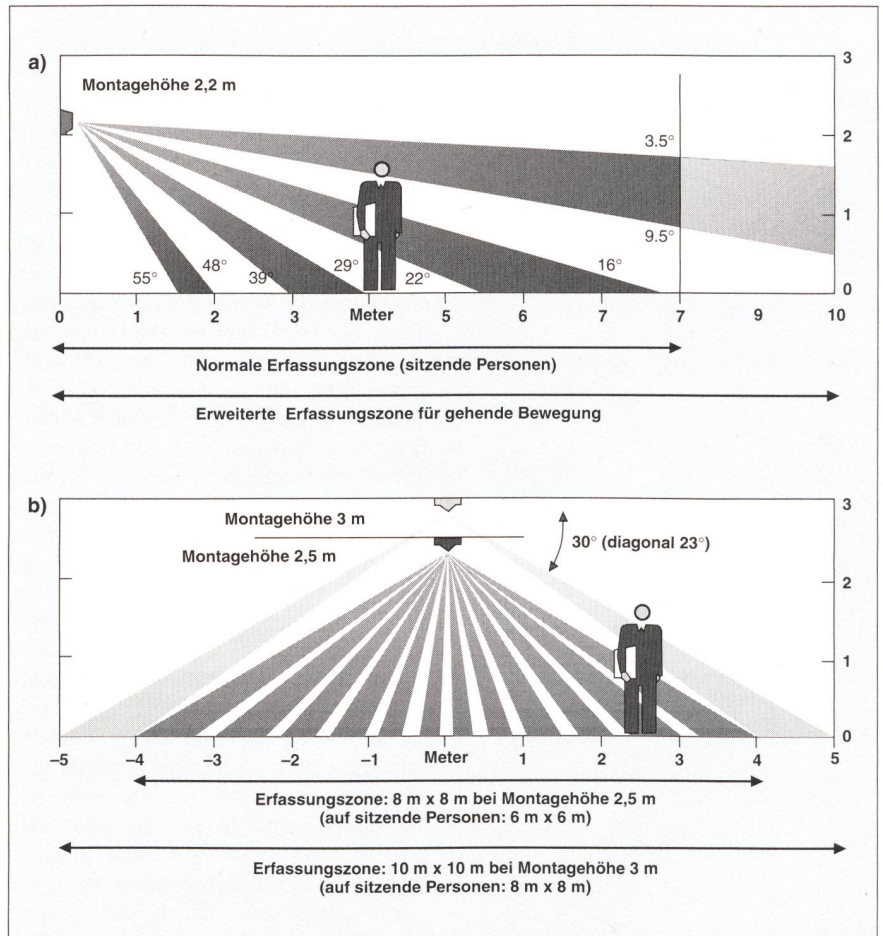 a)
Montagehöhe 2,2 m
3
2
1
0
3.5°
9.5°
55° 48° 39° 29° 22° 16°
0 1 2 3 Meter 5 6 7 7 9 10
Normale Erfassungszone (sitzende Personen)
Erweiterte Erfassungszone für gehende Bewegung
b)
Montagehöhe 3 m
Montagehöhe 2,5 m
30° (diagonal 23°)
3
2
1
0
–5 –4 –3 –2 –1 Meter 1 2 3 4 5
Erfassungszone: 8 m x 8 m bei Montagehöhe 2,5 m
(auf sitzende Personen: 6 m x 6 m)
Erfassungszone: 10 m x 10 m bei Montagehöhe 3 m
(auf sitzende Personen: 8 m x 8 m)